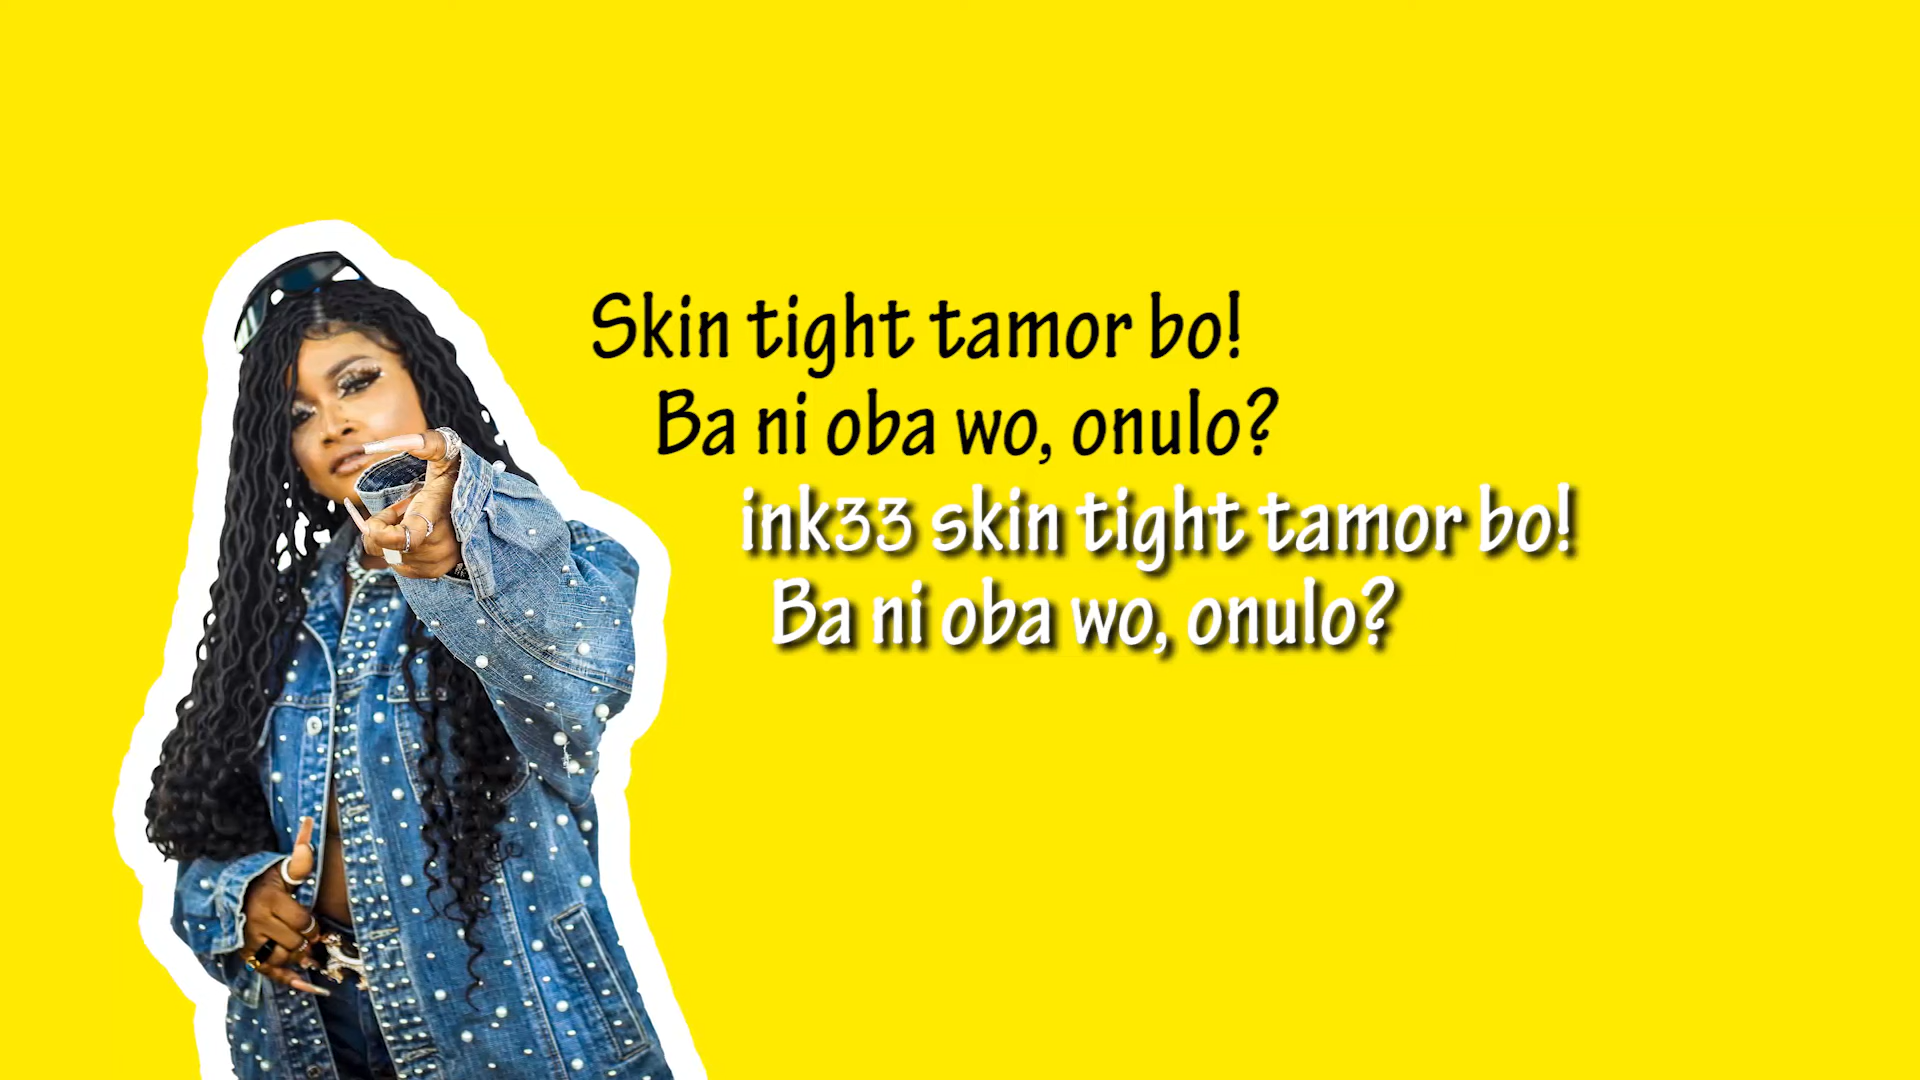 Skin tight tamor bo!
Ba ni oba wo, onulo?
ink33 skin tight tamor bo!
Ba ni oba wo, onulo?